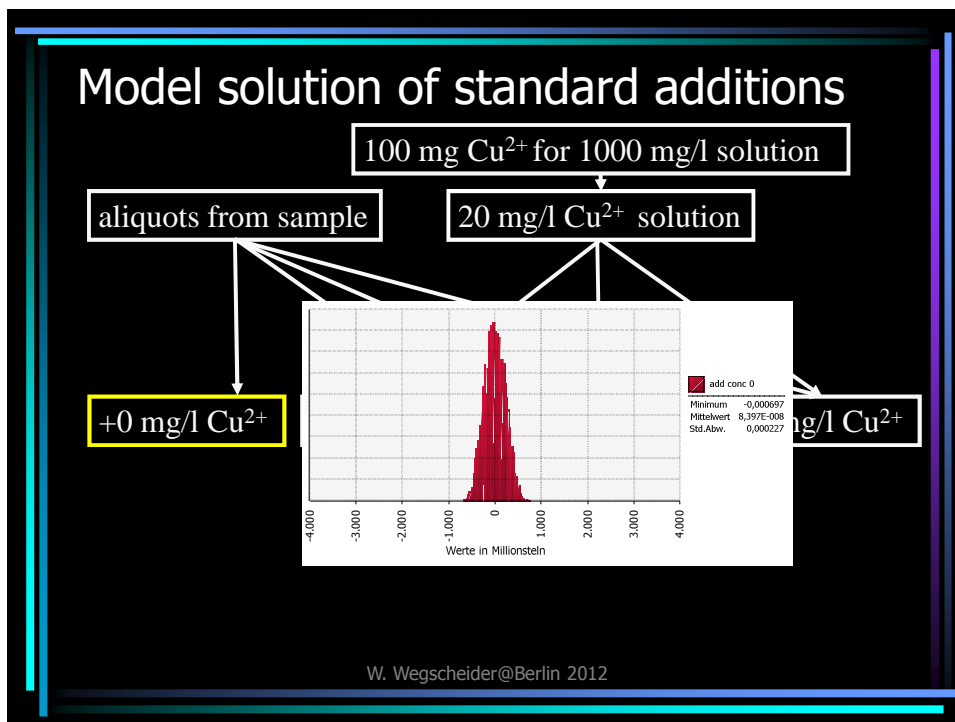 Model solution of standard additions
100 mg Cu²⁺ for 1000 mg/l solution
aliquots from sample
20 mg/l Cu²⁺ solution
+0 mg/l Cu²⁺
mg/l Cu²⁺
add conc 0
Minimum -0,000697
Mittelwert 8,397E-008
Std.Abw. 0,000227
-4.000 -3.000 -2.000 -1.000 0 1.000 2.000 3.000 4.000
Werte in Millionsteln
W. Wegscheider@Berlin 2012